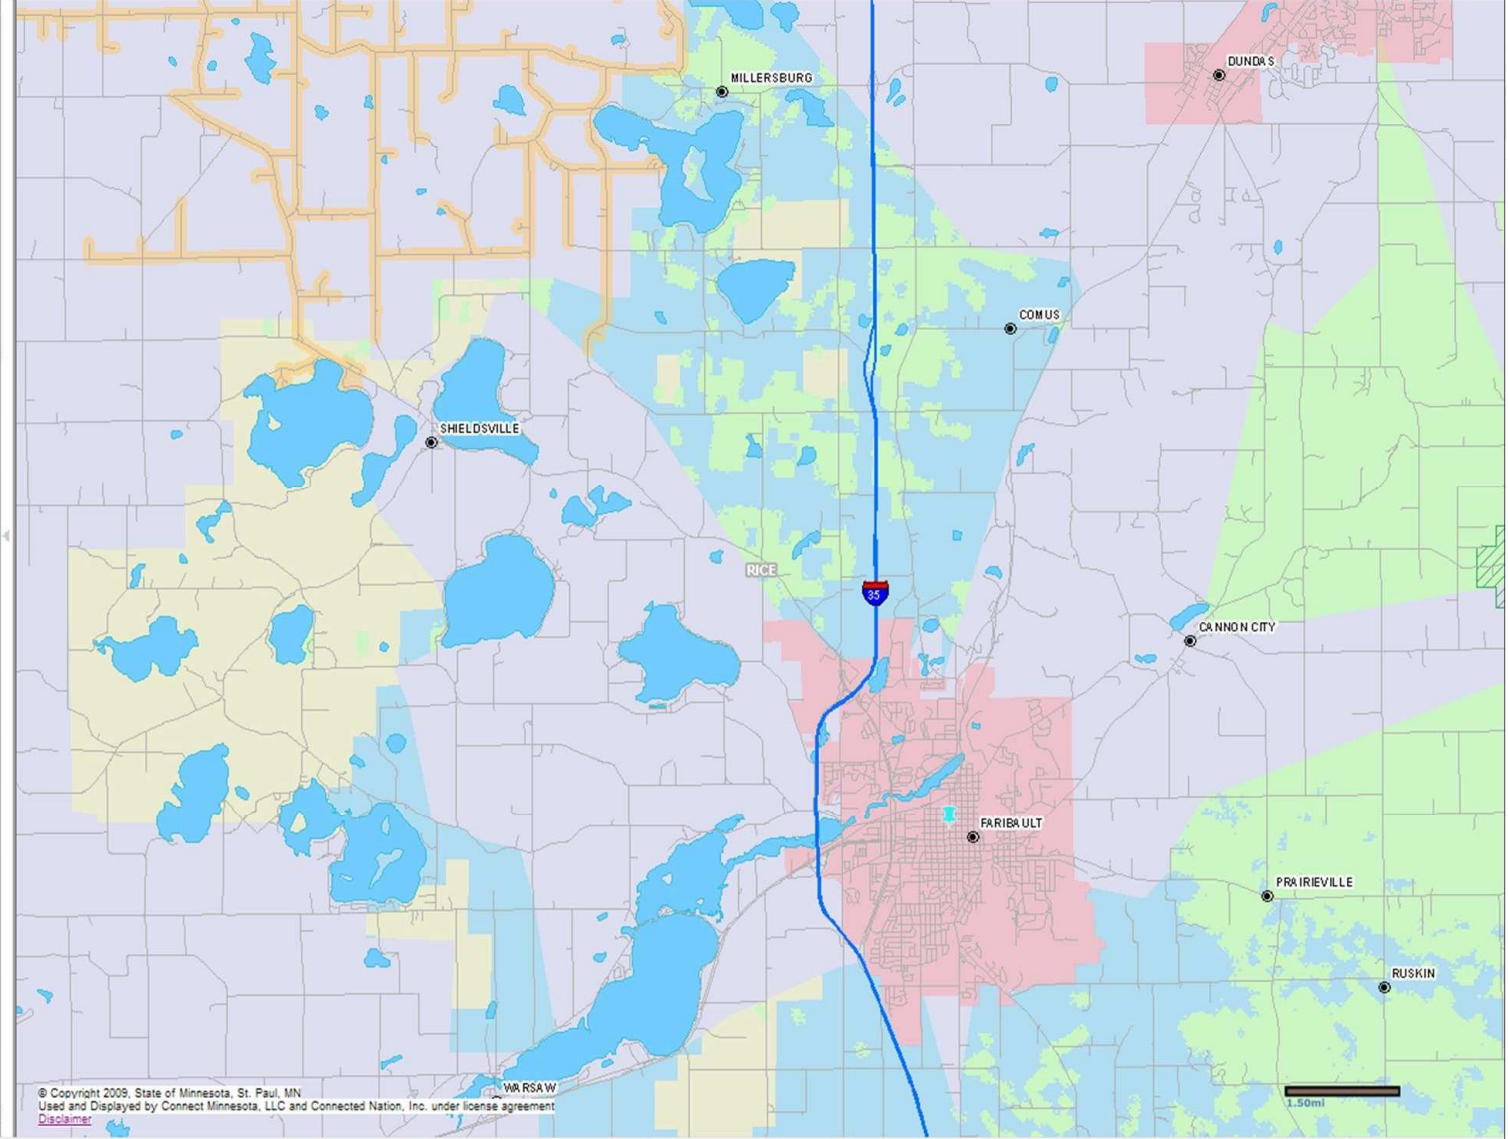 DUNDAS
MILLERSBURG
COMUS
SHIELDSVILLE
RICE
35
CANNON CITY
FARIBAULT
PRAIRIEVILLE
RUSKIN
WARSAW
© Copyright 2009, State of Minnesota, St. Paul, MN
Used and Displayed by Connect Minnesota, LLC and Connected Nation, Inc. under license agreement
Disclaimer
1.50mi